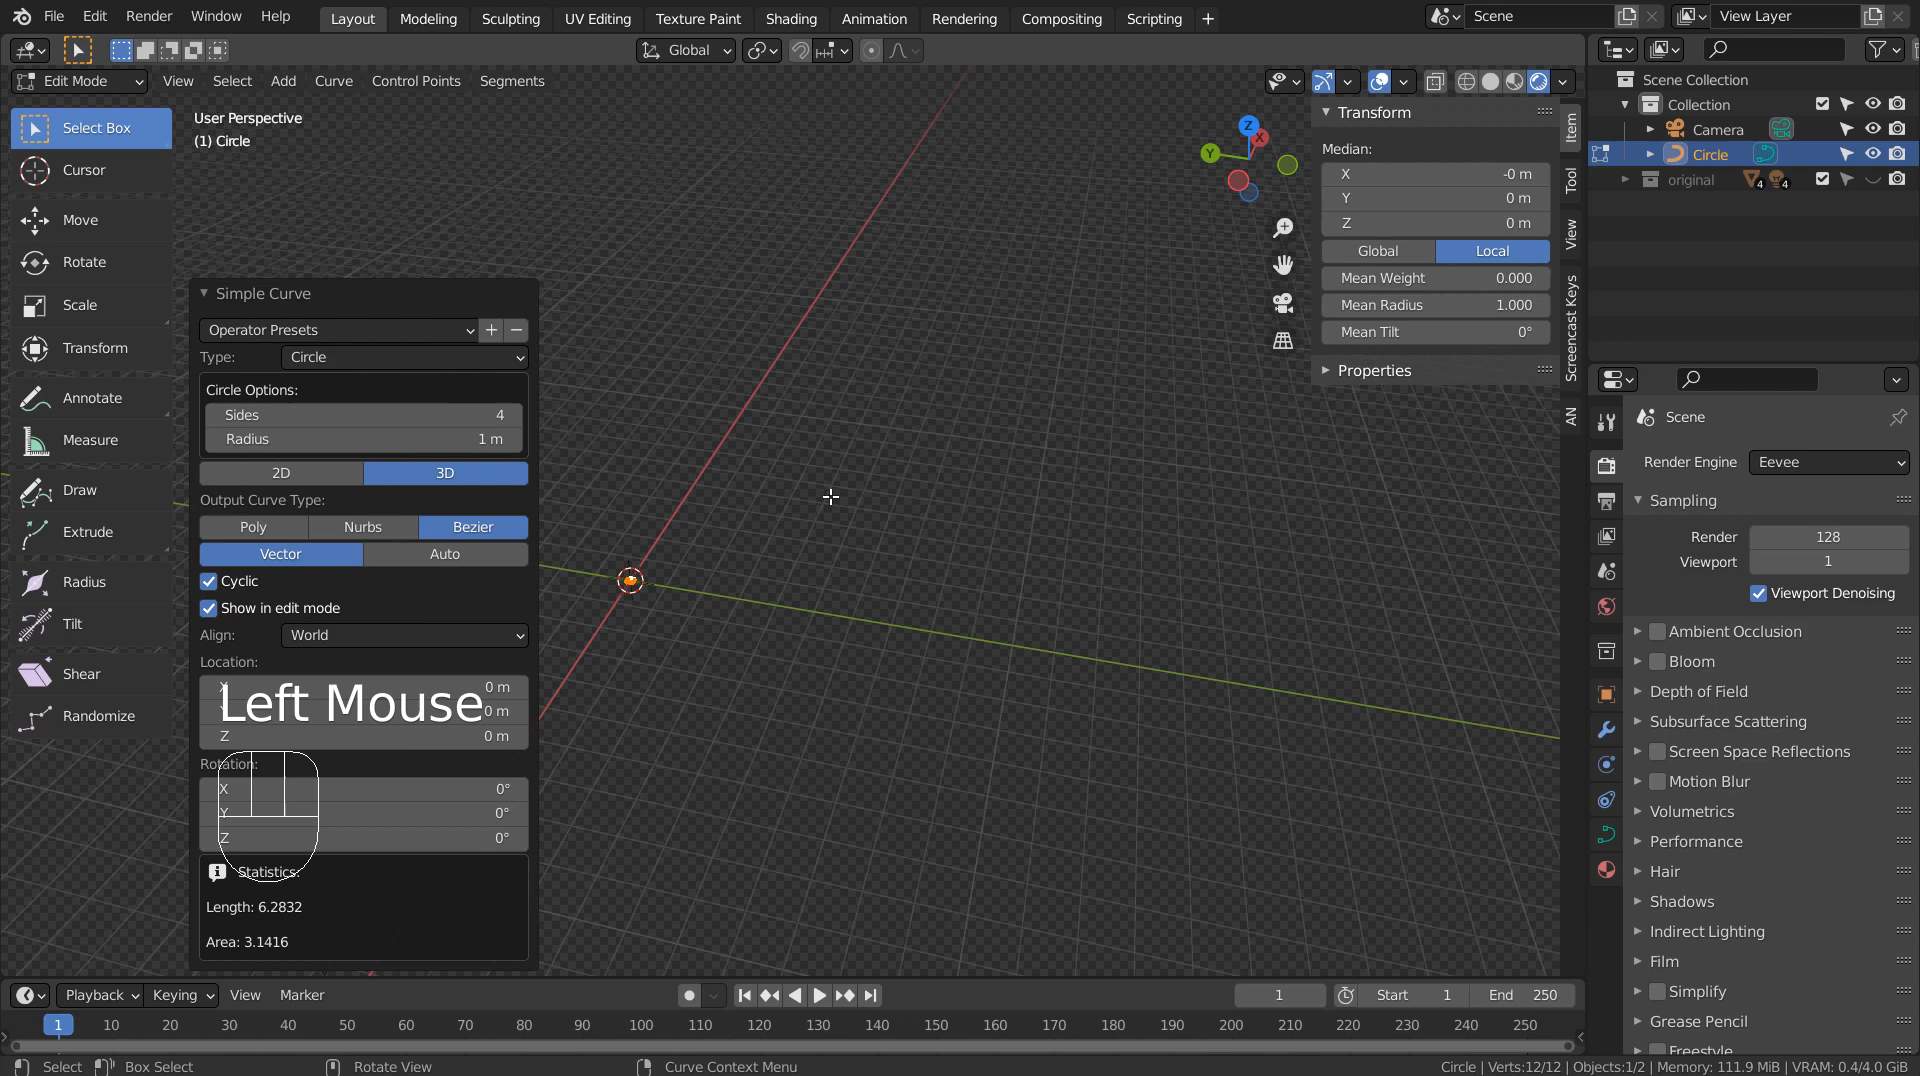 File Edit Render Window Help Layout Modeling Sculpting UV Editing Texture Paint Shading Animation Rendering Compositing Scripting + Scene View Layer
Global
Edit Mode View Select Add Curve Control Points Segments
Select Box
Cursor
Move
Rotate
Scale
Transform
Annotate
Measure
Draw
Extrude
Radius
Tilt
Shear
Randomize
User Perspective
(1) Circle
Simple Curve
Operator Presets + −
Type: Circle
Circle Options:
Sides 4
Radius 1 m
2D 3D
Output Curve Type:
Poly Nurbs Bezier
Vector Auto
Cyclic
Show in edit mode
Align: World
Location:
X 0 m
0 m
Z 0 m
Left Mouse
Rotation:
X 0°
Y 0°
Z 0°
Statistics:
Length: 6.2832
Area: 3.1416
Z X Y
Transform
Median:
X -0 m
Y 0 m
Z 0 m
Global Local
Mean Weight 0.000
Mean Radius 1.000
Mean Tilt 0°
Properties
Item
Tool
View
Screencast Keys
AN
Scene Collection
Collection
Camera
Circle
original 4 4
Scene
Render Engine Eevee
Sampling
Render 128
Viewport 1
Viewport Denoising
Ambient Occlusion
Bloom
Depth of Field
Subsurface Scattering
Screen Space Reflections
Motion Blur
Volumetrics
Performance
Hair
Shadows
Indirect Lighting
Film
Simplify
Grease Pencil
Freestyle
Playback Keying View Marker 1 Start 1 End 250
1 10 20 30 40 50 60 70 80 90 100 110 120 130 140 150 160 170 180 190 200 210 220 230 240 250
Select Box Select Rotate View Curve Context Menu Circle | Verts:12/12 | Objects:1/2 | Memory: 111.9 MiB | VRAM: 0.4/4.0 GiB